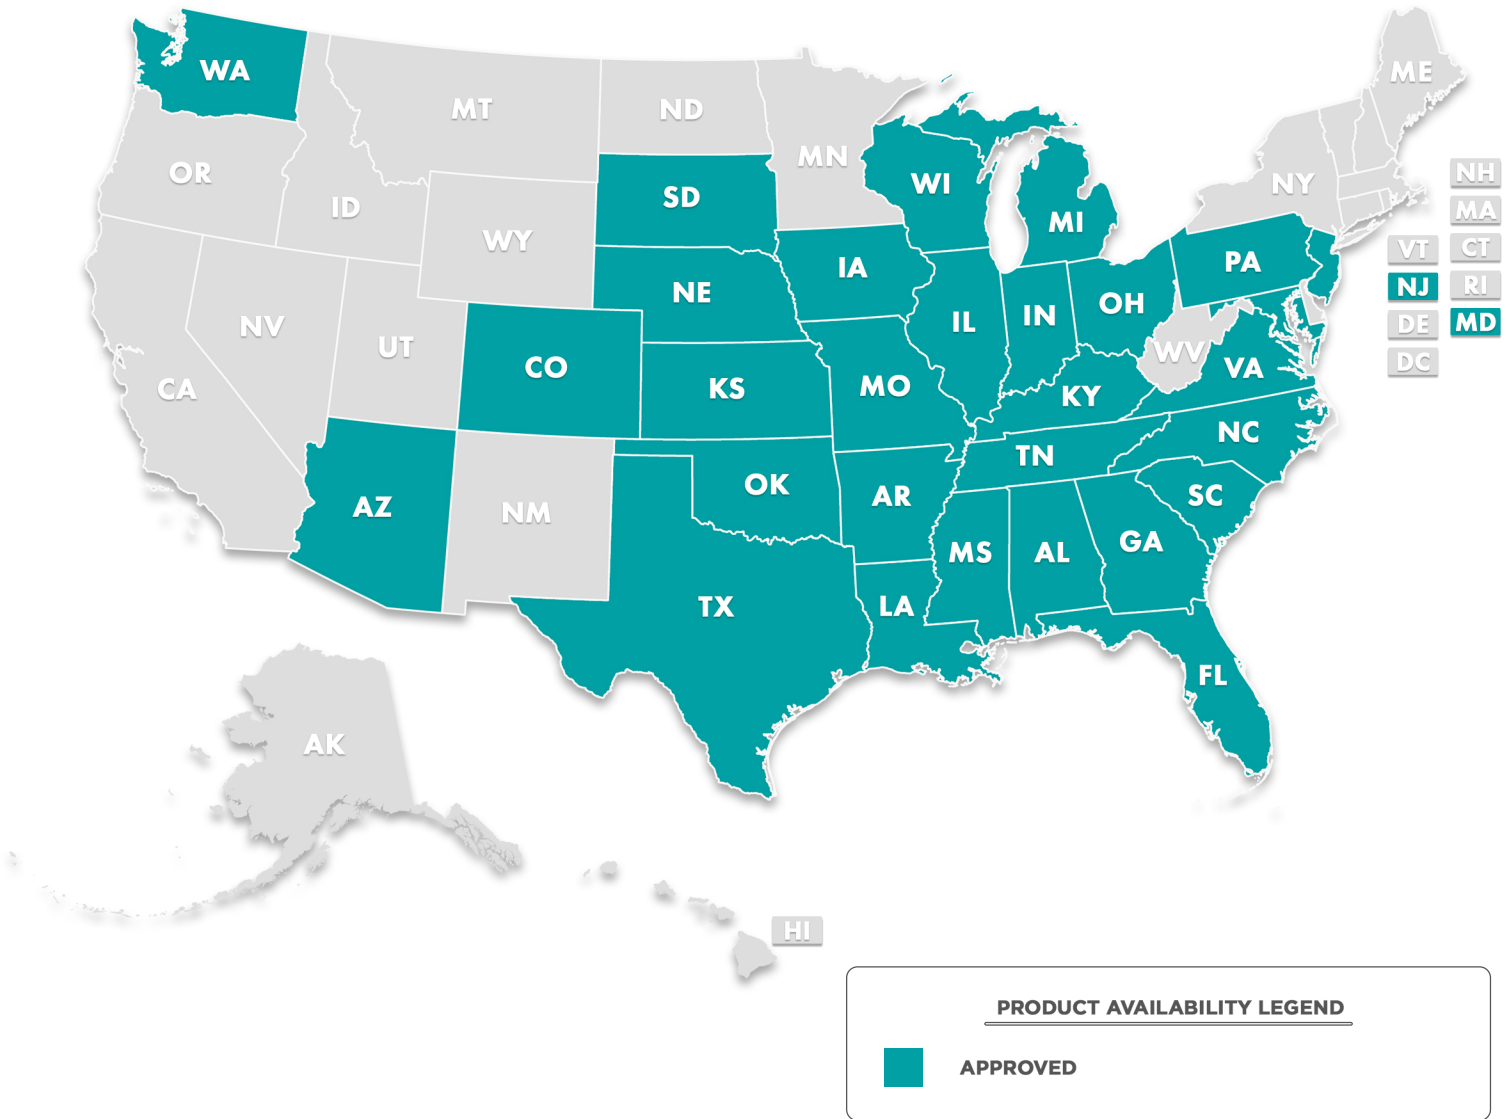 WA
MT
ND
ME
MN
OR
NH
SD
WI
NY
ID
MA
MI
WY
VT
CT
PA
IA
NJ
RI
NE
OH
IN
IL
NV
DE
MD
UT
WV
DC
CO
VA
CA
KS
MO
KY
NC
TN
OK
SC
AR
AZ
NM
GA
MS
AL
TX
LA
FL
AK
HI
PRODUCT AVAILABILITY LEGEND
APPROVED